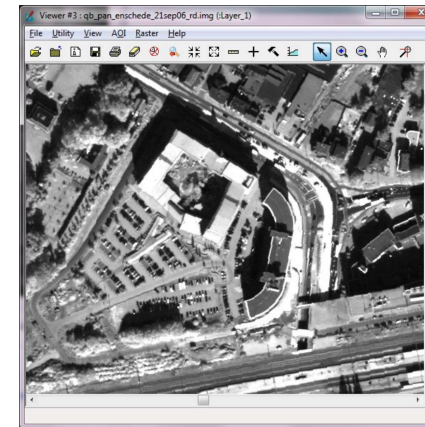 Viewer #3 : qb_pan_enschede_21sep06_rd.img (:Layer_1)
File Utility View AOI Raster Help